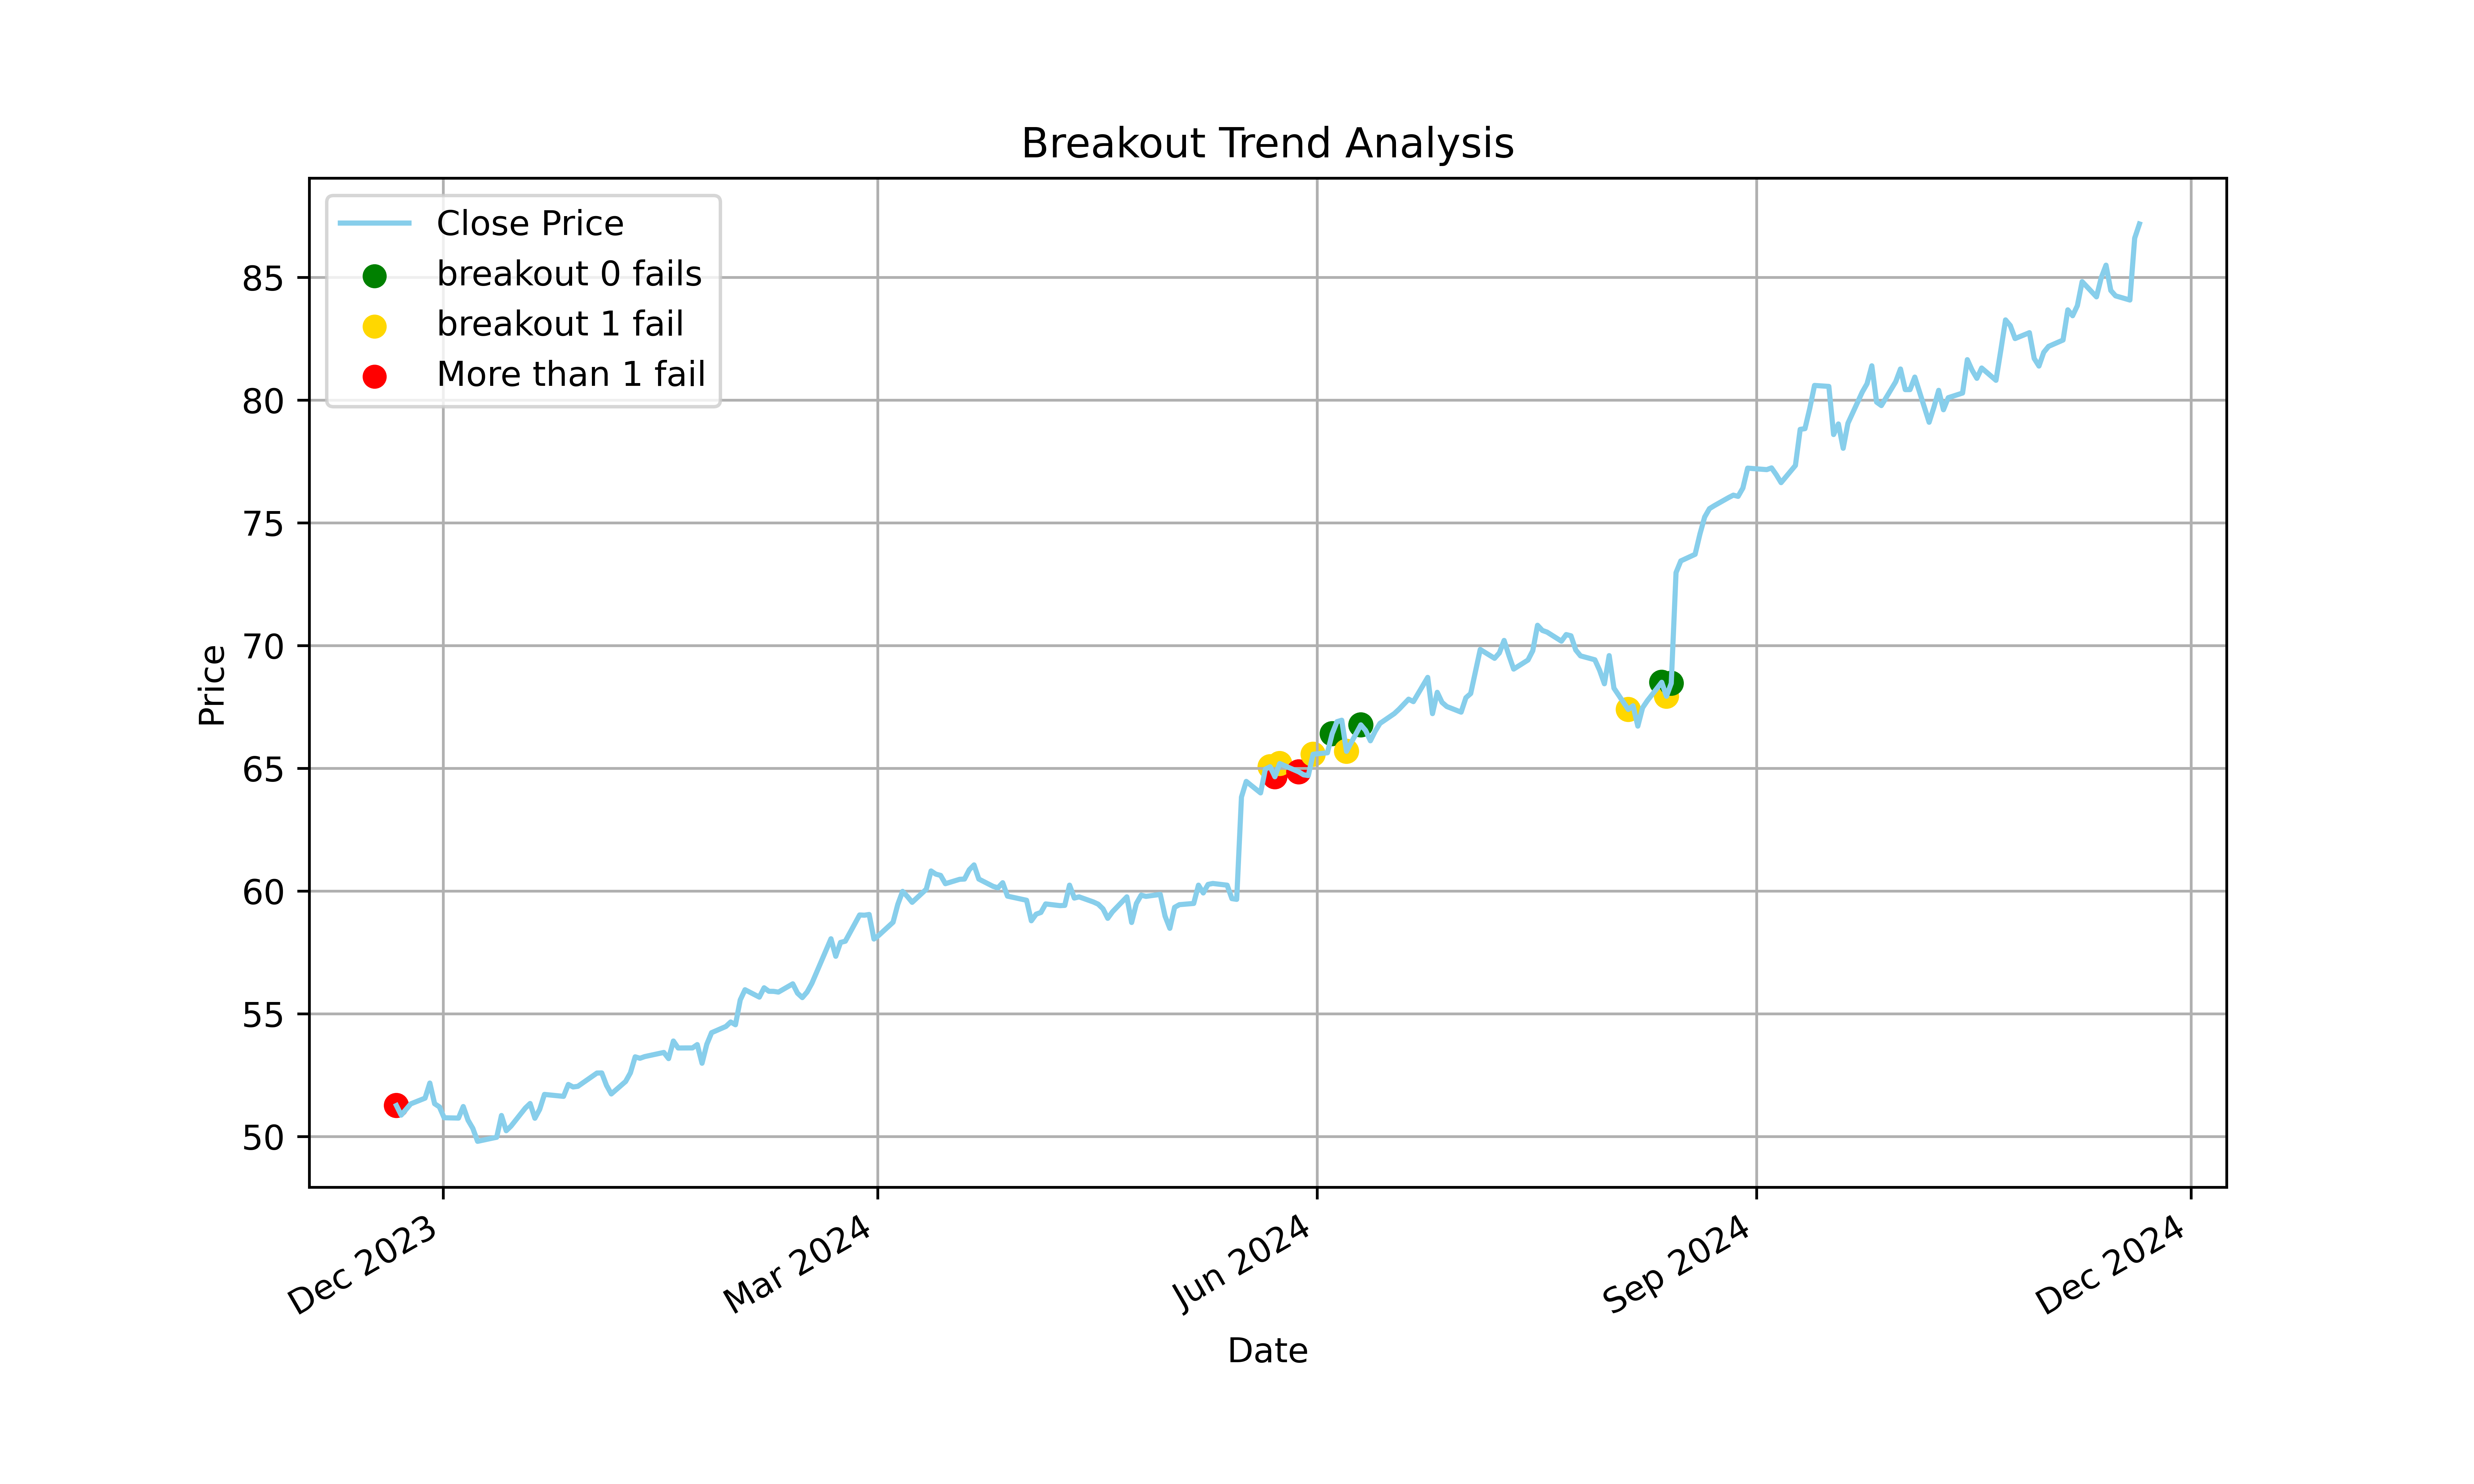 Breakout Trend Analysis
Close Price
breakout 0 fails
breakout 1 fail
More than 1 fail
85
80
75
70
65
60
55
50
Price
Dec 2023
Mar 2024
Jun 2024
Sep 2024
Dec 2024
Date